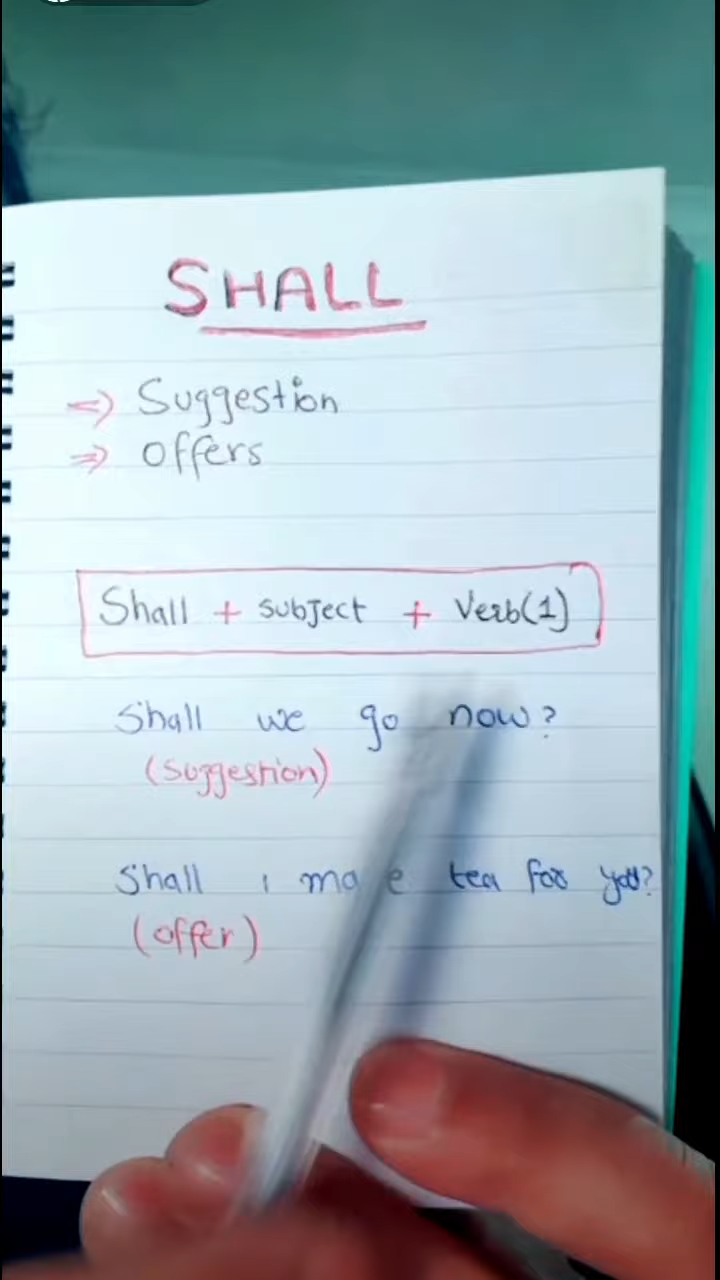 SHALL
⇒ Suggestion
⇒ Offers
Shall + subject + Verb(1)
Shall we go now?
(Suggestion)
Shall i tea for you?
(offer)